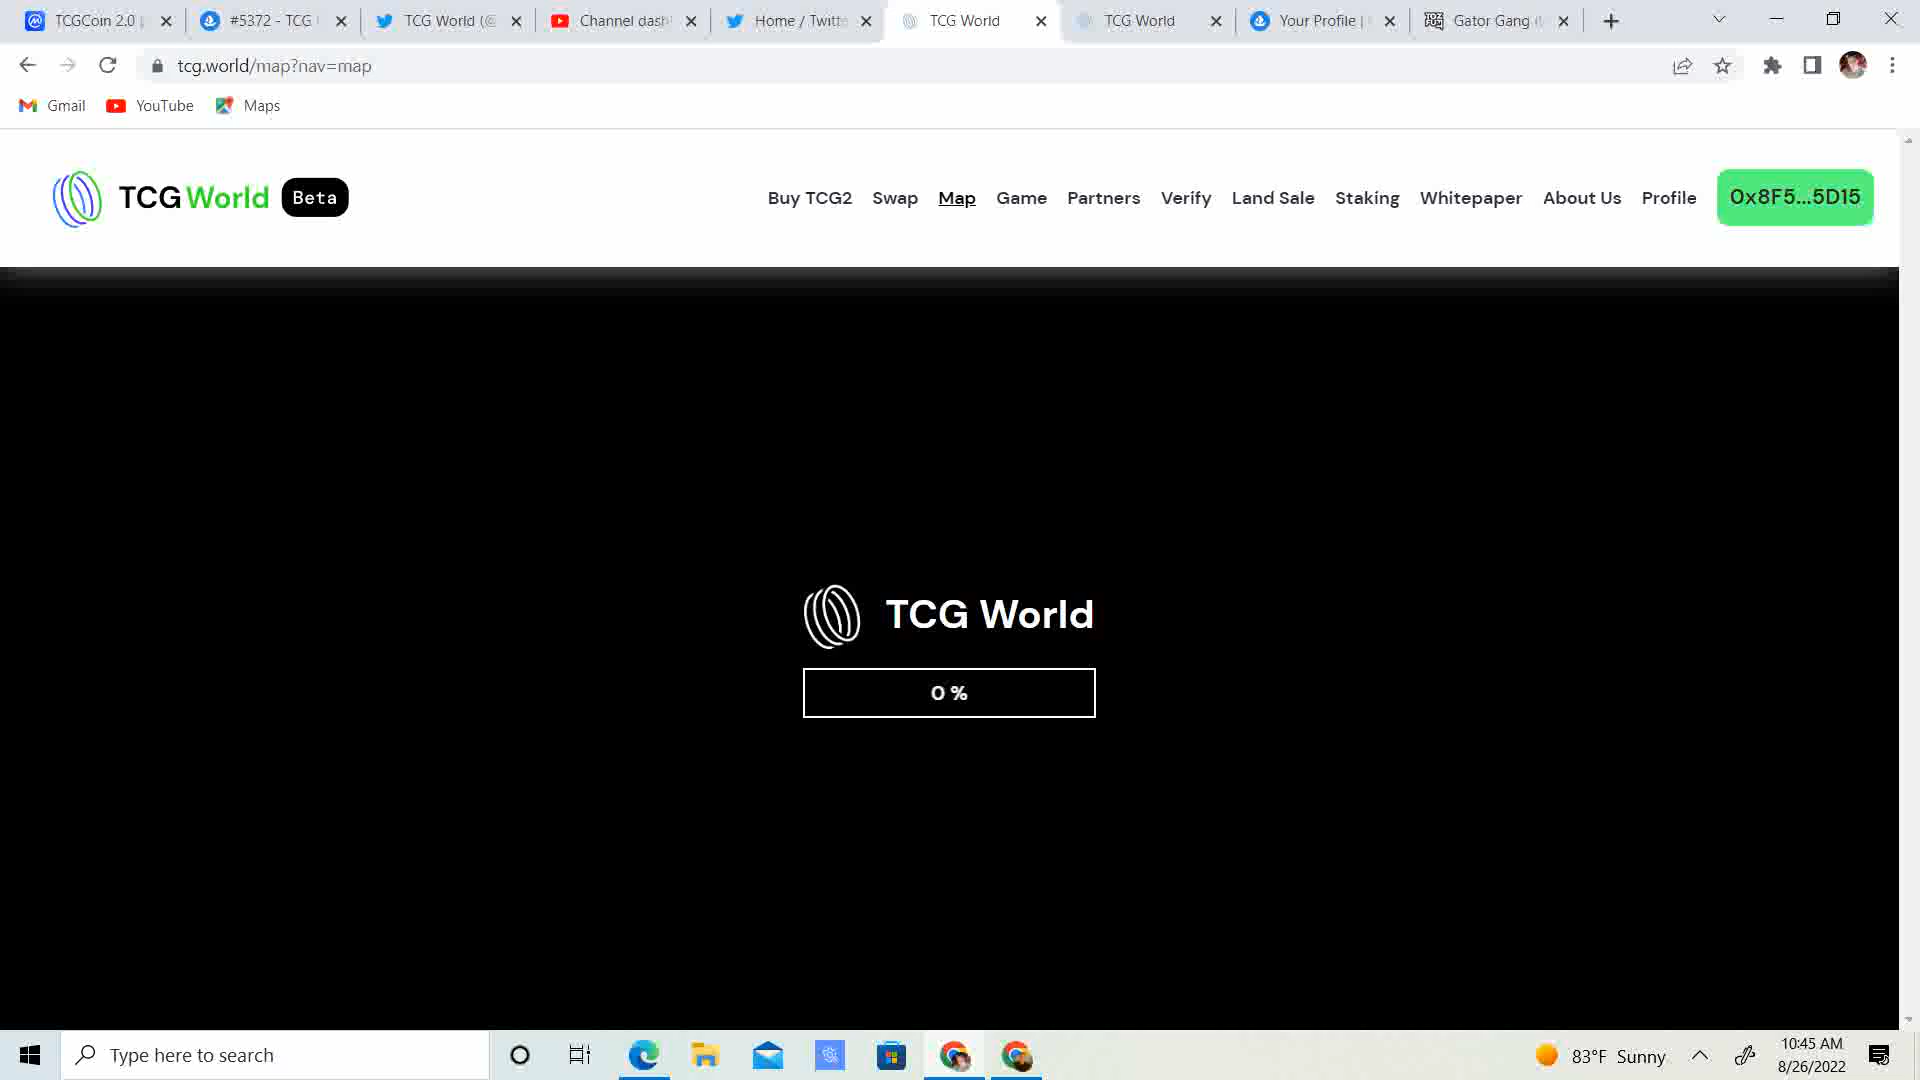 TCGCoin 2.0
#5372 - TCG
TCG World (@
Channel dash
Home / Twitte
TCG World
TCG World
Your Profile |
Gator Gang
tcg.world/map?nav=map
Gmail
YouTube
Maps
TCG World Beta
Buy TCG2
Swap
Map
Game
Partners
Verify
Land Sale
Staking
Whitepaper
About Us
Profile
0x8F5...5D15
TCG World
0 %
Type here to search
83°F Sunny
10:45 AM
8/26/2022